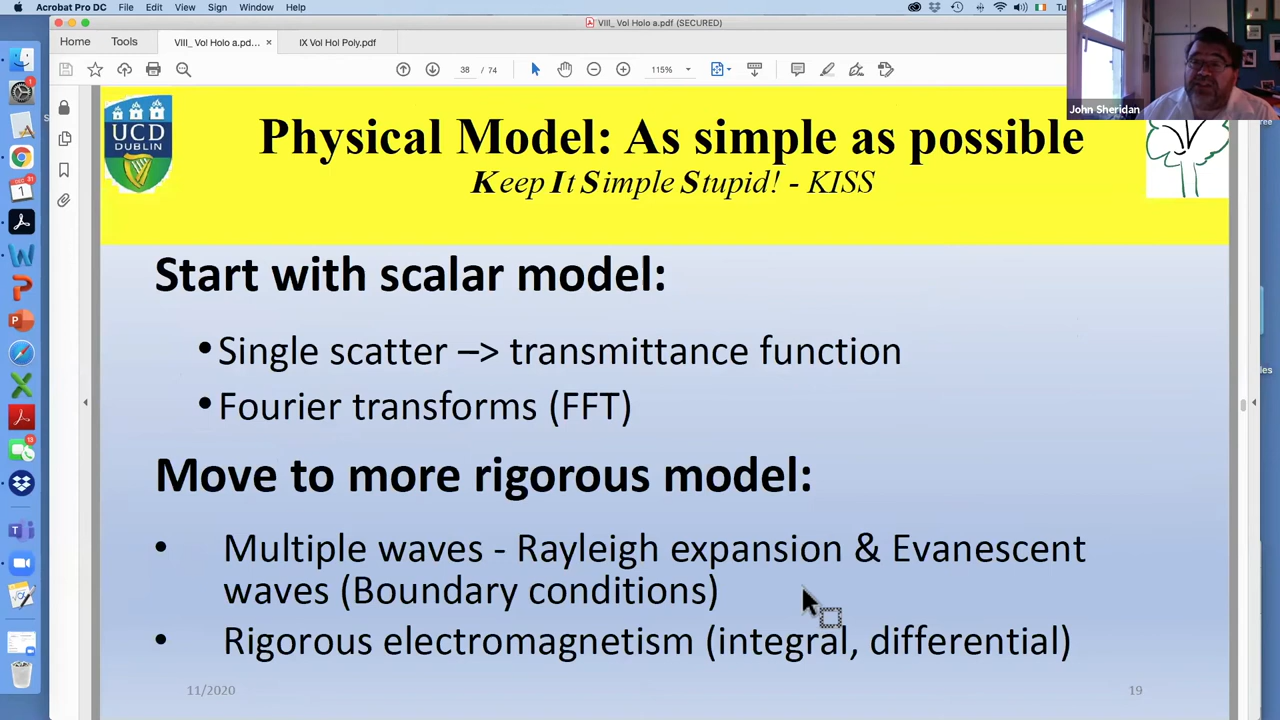 Acrobat Pro DC File Edit View Sign Window Help
VIII_ Vol Holo a.pdf (SECURED)
Home Tools VIII_ Vol Holo a.pd... × IX Vol Hol Poly.pdf
38 / 74 115%
John Sheridan
UCD
DUBLIN
Physical Model: As simple as possible
Keep It Simple Stupid! - KISS
Start with scalar model:
•Single scatter –> transmittance function
•Fourier transforms (FFT)
Move to more rigorous model:
• Multiple waves - Rayleigh expansion & Evanescent
waves (Boundary conditions)
• Rigorous electromagnetism (integral, differential)
11/2020
19